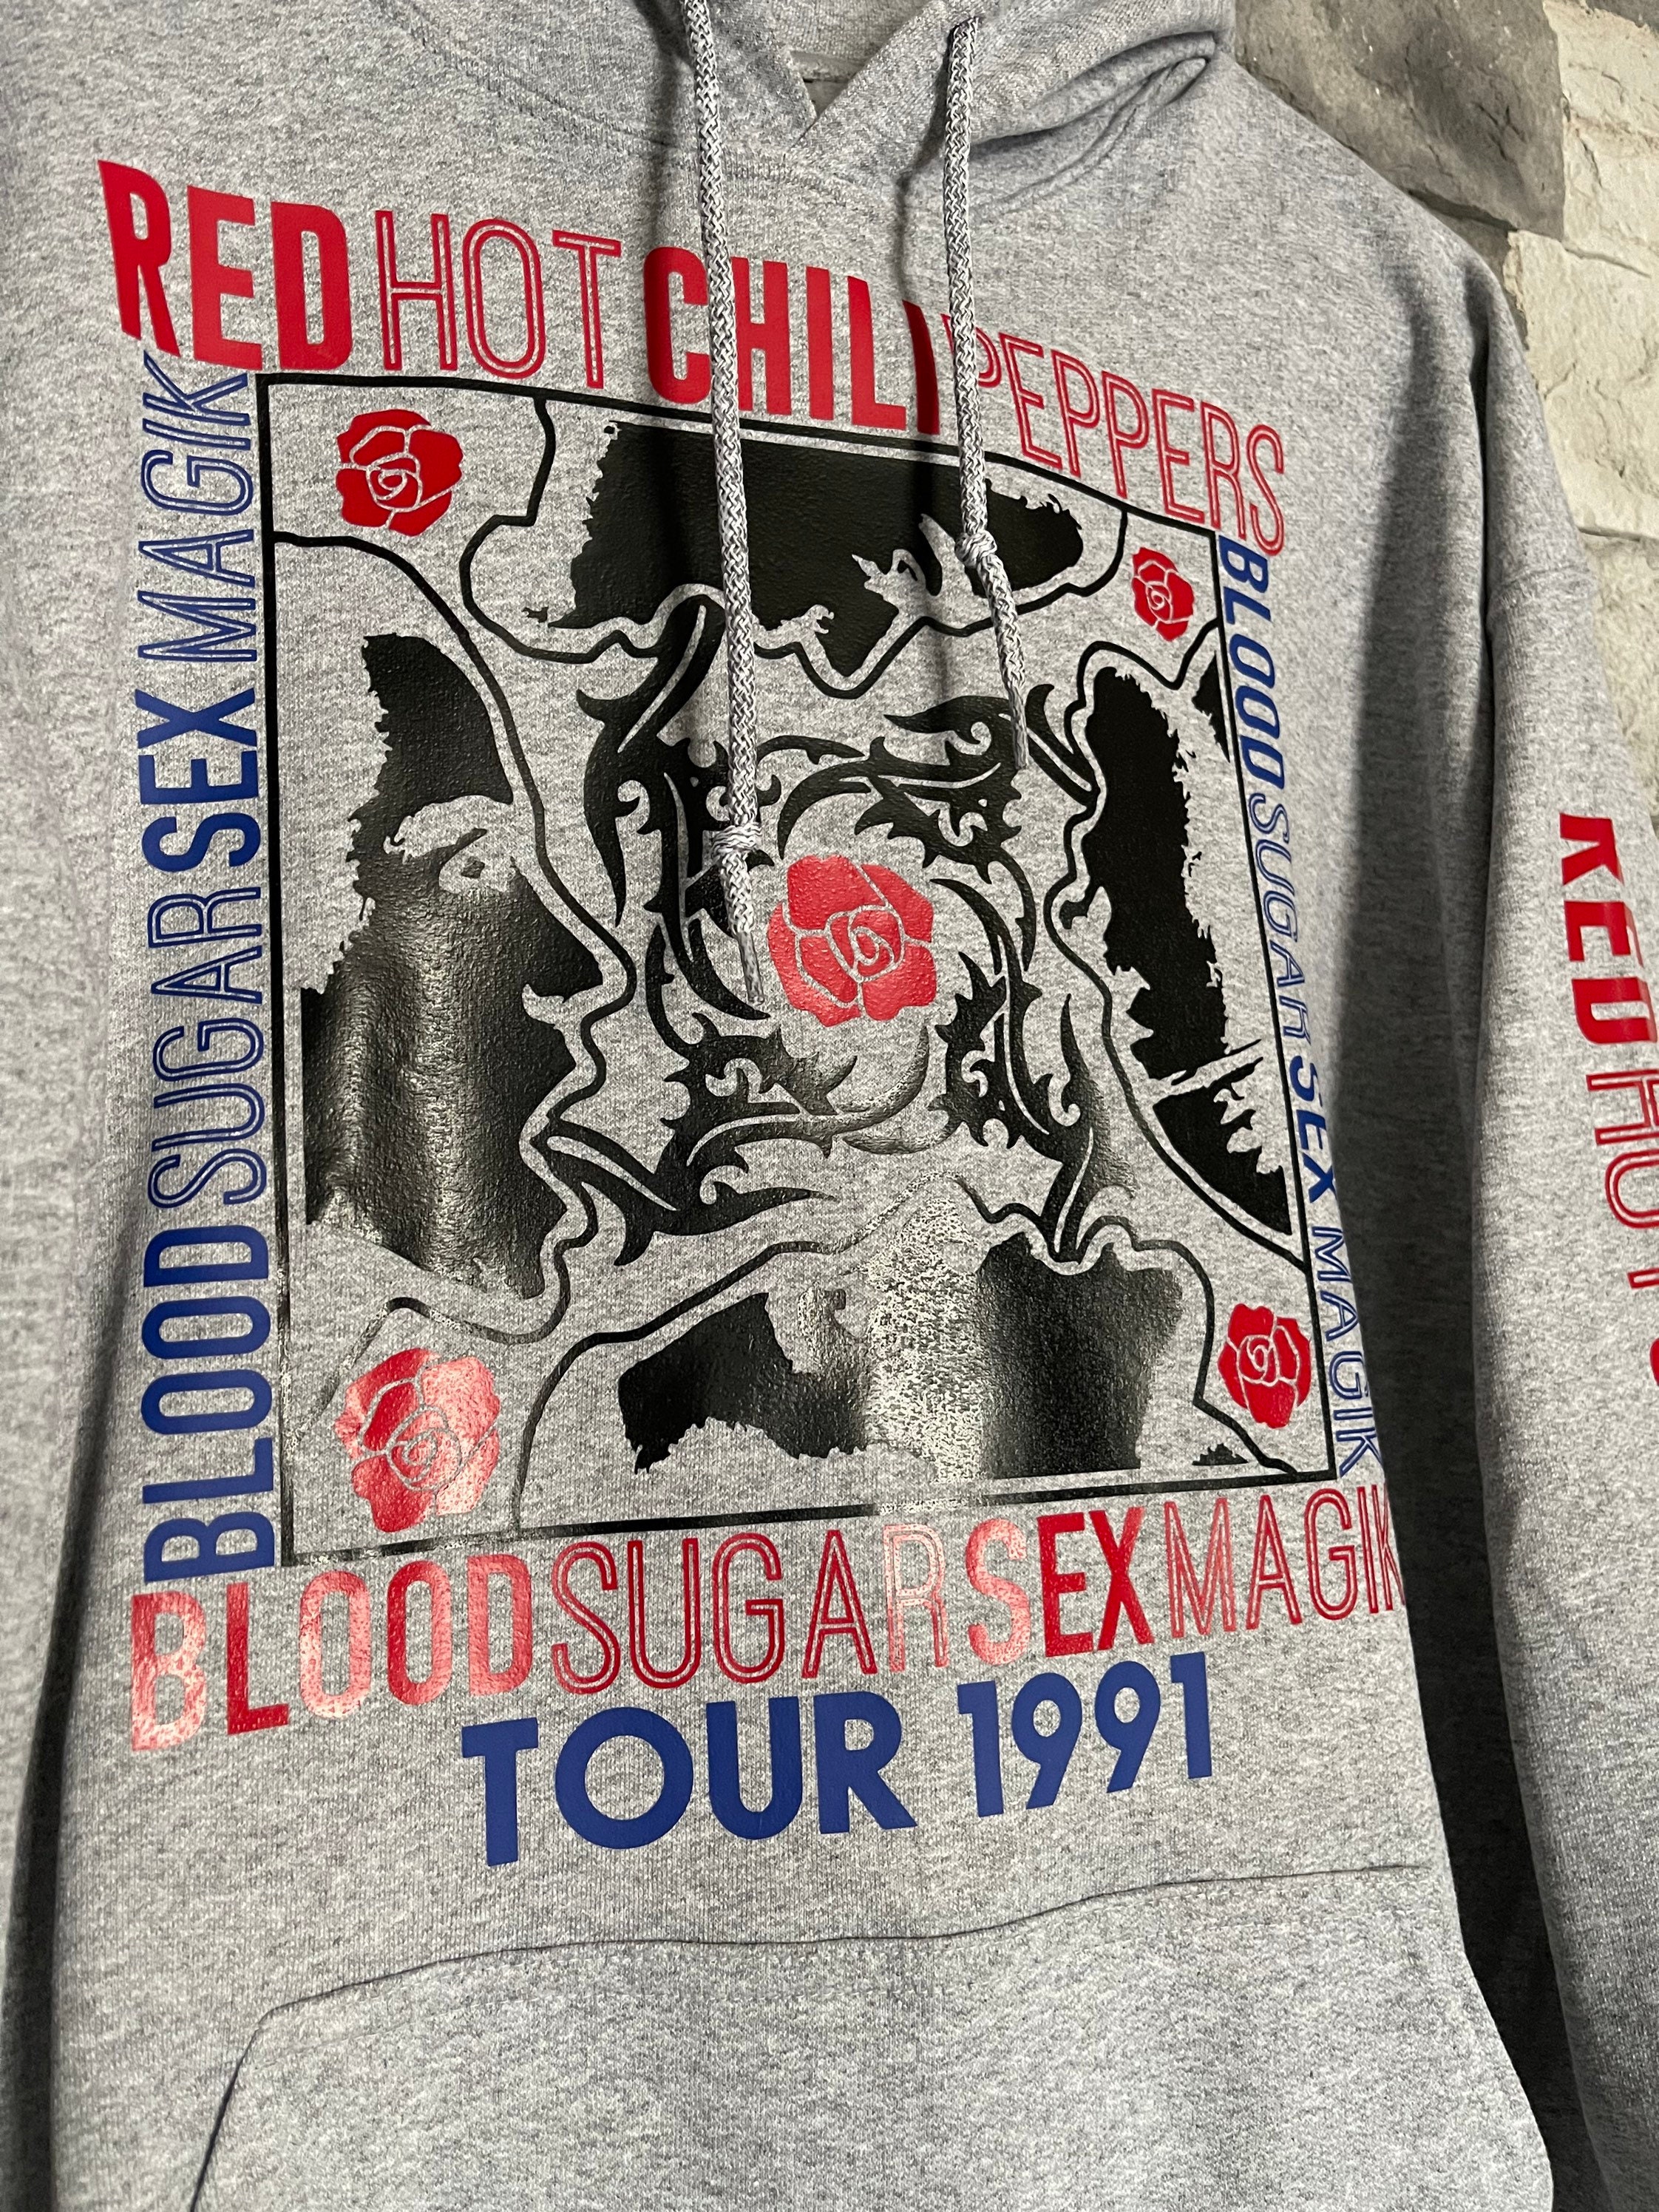 RED HOT CHILI PEPPERS
BLOOD SUGAR SEX MAGIK
BLOOD SUGAR SEX MAGIK
BLOOD SUGAR SEX MAGIK
TOUR 1991
RED HOT